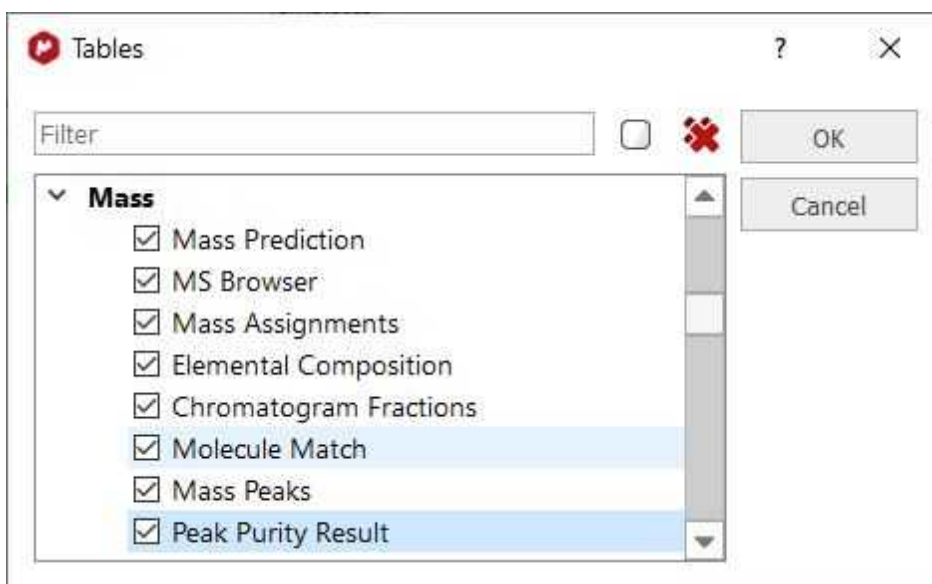 Tables
?
Filter
OK
Mass
Cancel
Mass Prediction
MS Browser
Mass Assignments
Elemental Composition
Chromatogram Fractions
Molecule Match
Mass Peaks
Peak Purity Result